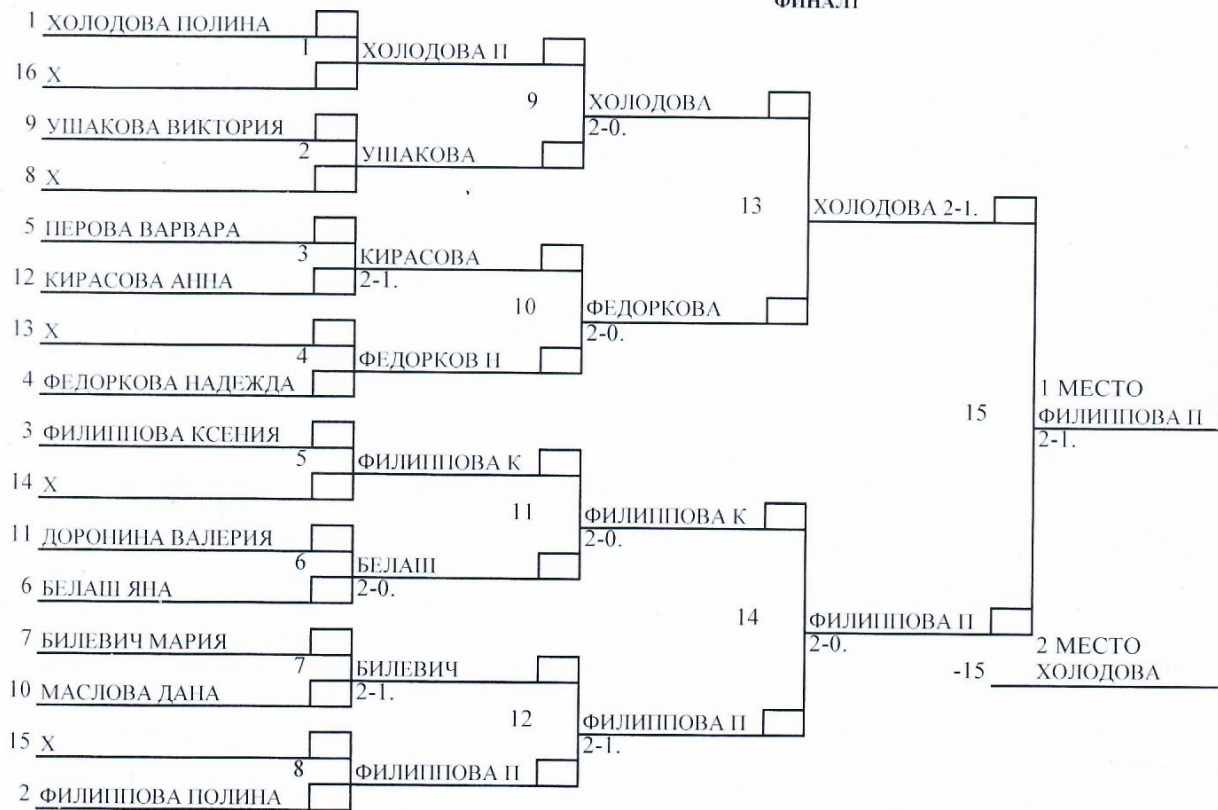 ФИНАЛ1
1 ХОЛОДОВА ПОЛИНА
1 ХОЛОДОВА П
16 X
9 ХОЛОДОВА
2-0.
9 УШАКОВА ВИКТОРИЯ
2 УШАКОВА
8 X
13 ХОЛОДОВА 2-1.
5 ПЕРОВА ВАРВАРА
3 КИРАСОВА
2-1.
12 КИРАСОВА АННА
10 ФЕДОРКОВА
2-0.
13 X
4 ФЕДОРКОВ Н
4 ФЕДОРКОВА НАДЕЖДА
15 1 МЕСТО
ФИЛИППОВА П
2-1.
3 ФИЛИППОВА КСЕНИЯ
5 ФИЛИППОВА К
14 X
11 ФИЛИППОВА К
2-0.
11 ДОРОНИНА ВАЛЕРИЯ
6 БЕЛАШ
2-0.
6 БЕЛАШ ЯНА
14 ФИЛИППОВА П
2-0.
7 БИЛЕВИЧ МАРИЯ
7 БИЛЕВИЧ
2-1.
10 МАСЛОВА ДАНА
-15 2 МЕСТО
ХОЛОДОВА
12 ФИЛИППОВА П
2-1.
15 X
8 ФИЛИППОВА П
2 ФИЛИППОВА ПОЛИНА